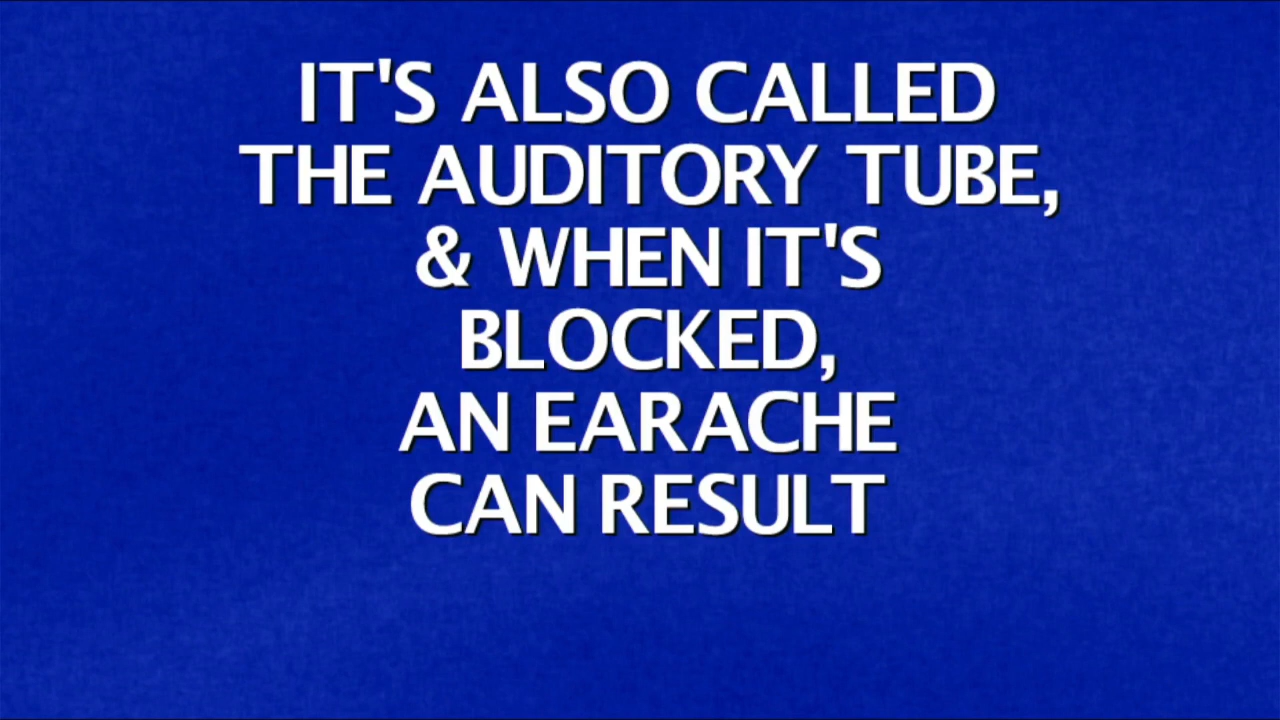 IT'S ALSO CALLED
THE AUDITORY TUBE,
& WHEN IT'S
BLOCKED,
AN EARACHE
CAN RESULT